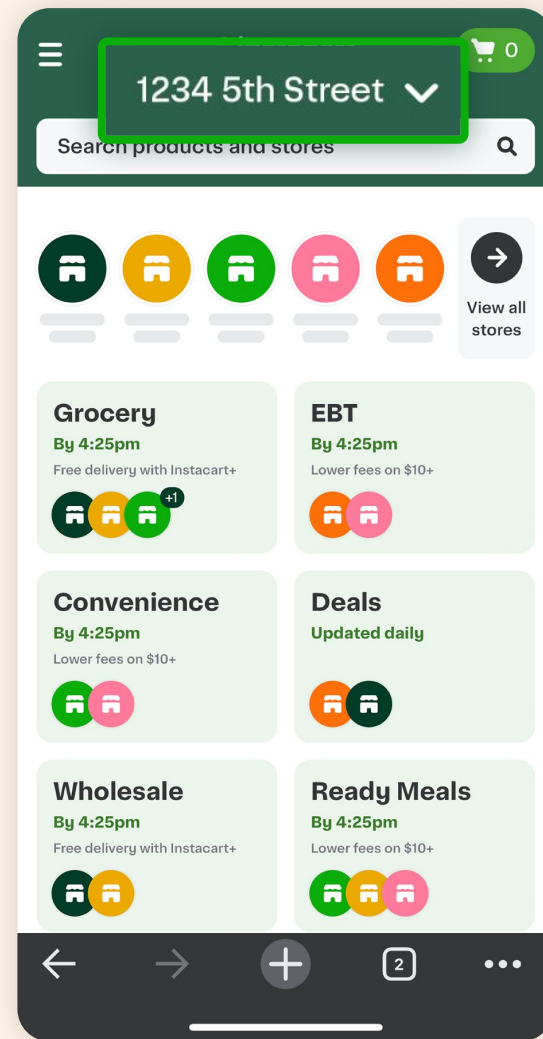 0
1234 5th Street
Search products and stores
View all
stores
Grocery
By 4:25pm
Free delivery with Instacart+
+1
EBT
By 4:25pm
Lower fees on $10+
Convenience
By 4:25pm
Lower fees on $10+
Deals
Updated daily
Wholesale
By 4:25pm
Free delivery with Instacart+
Ready Meals
By 4:25pm
Lower fees on $10+
2